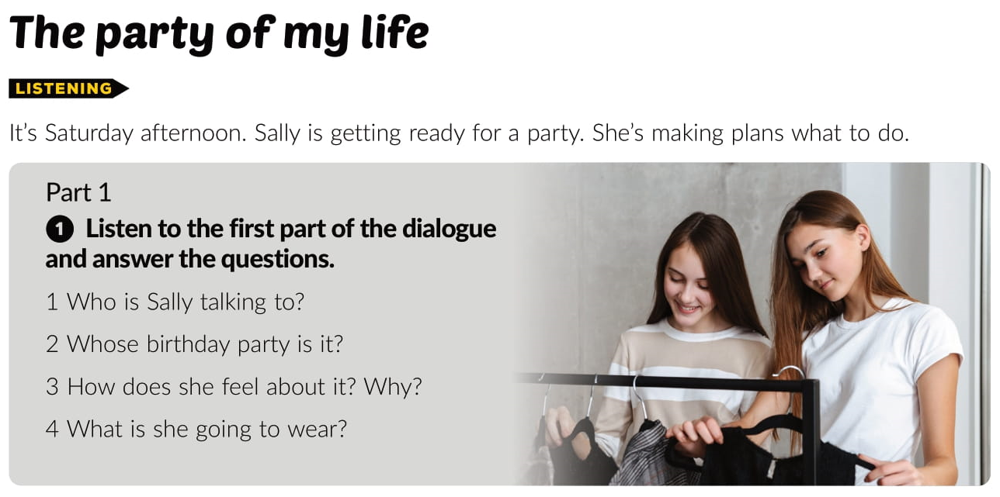 The party of my life
LISTENING
It’s Saturday afternoon. Sally is getting ready for a party. She’s making plans what to do.
Part 1
1 Listen to the first part of the dialogue
and answer the questions.
1 Who is Sally talking to?
2 Whose birthday party is it?
3 How does she feel about it? Why?
4 What is she going to wear?